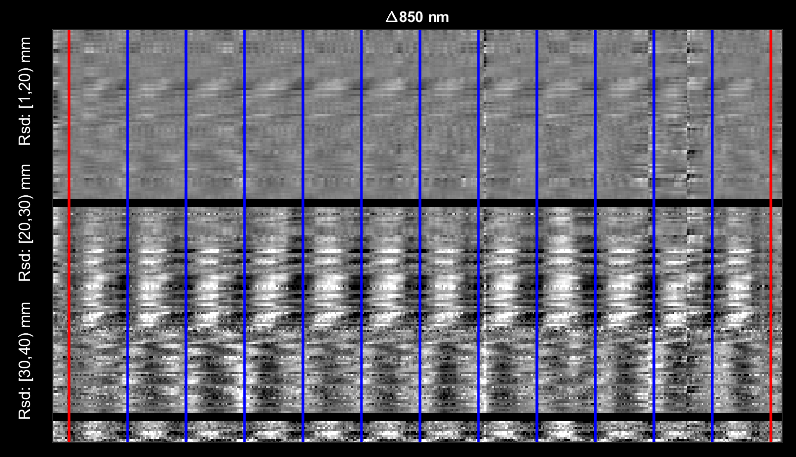 Δ850 nm
Rsd: [1,20) mm
Rsd: [20,30) mm
Rsd: [30,40) mm